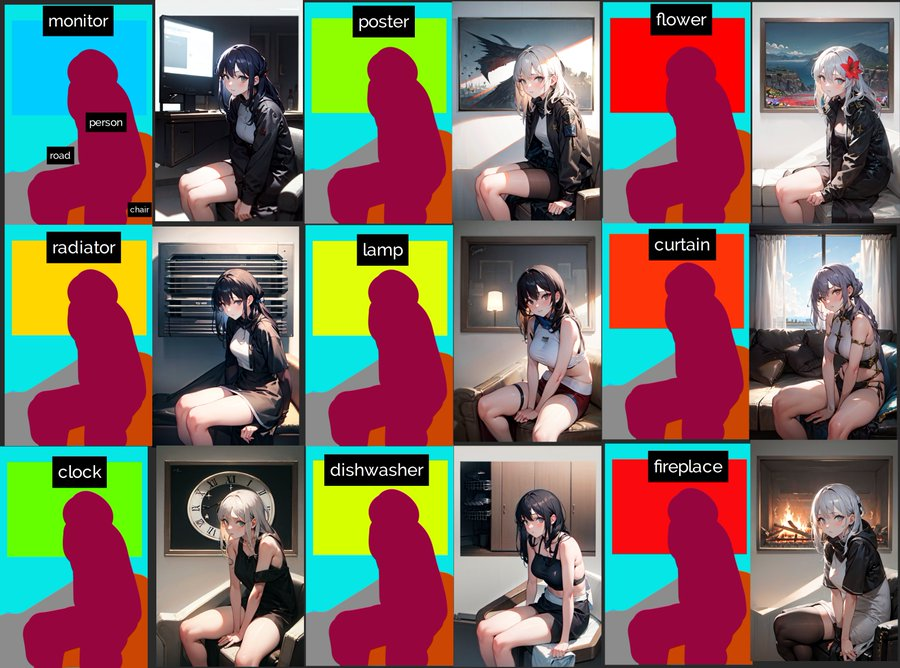 monitor
poster
flower
person
road
chair
radiator
lamp
curtain
clock
dishwasher
fireplace